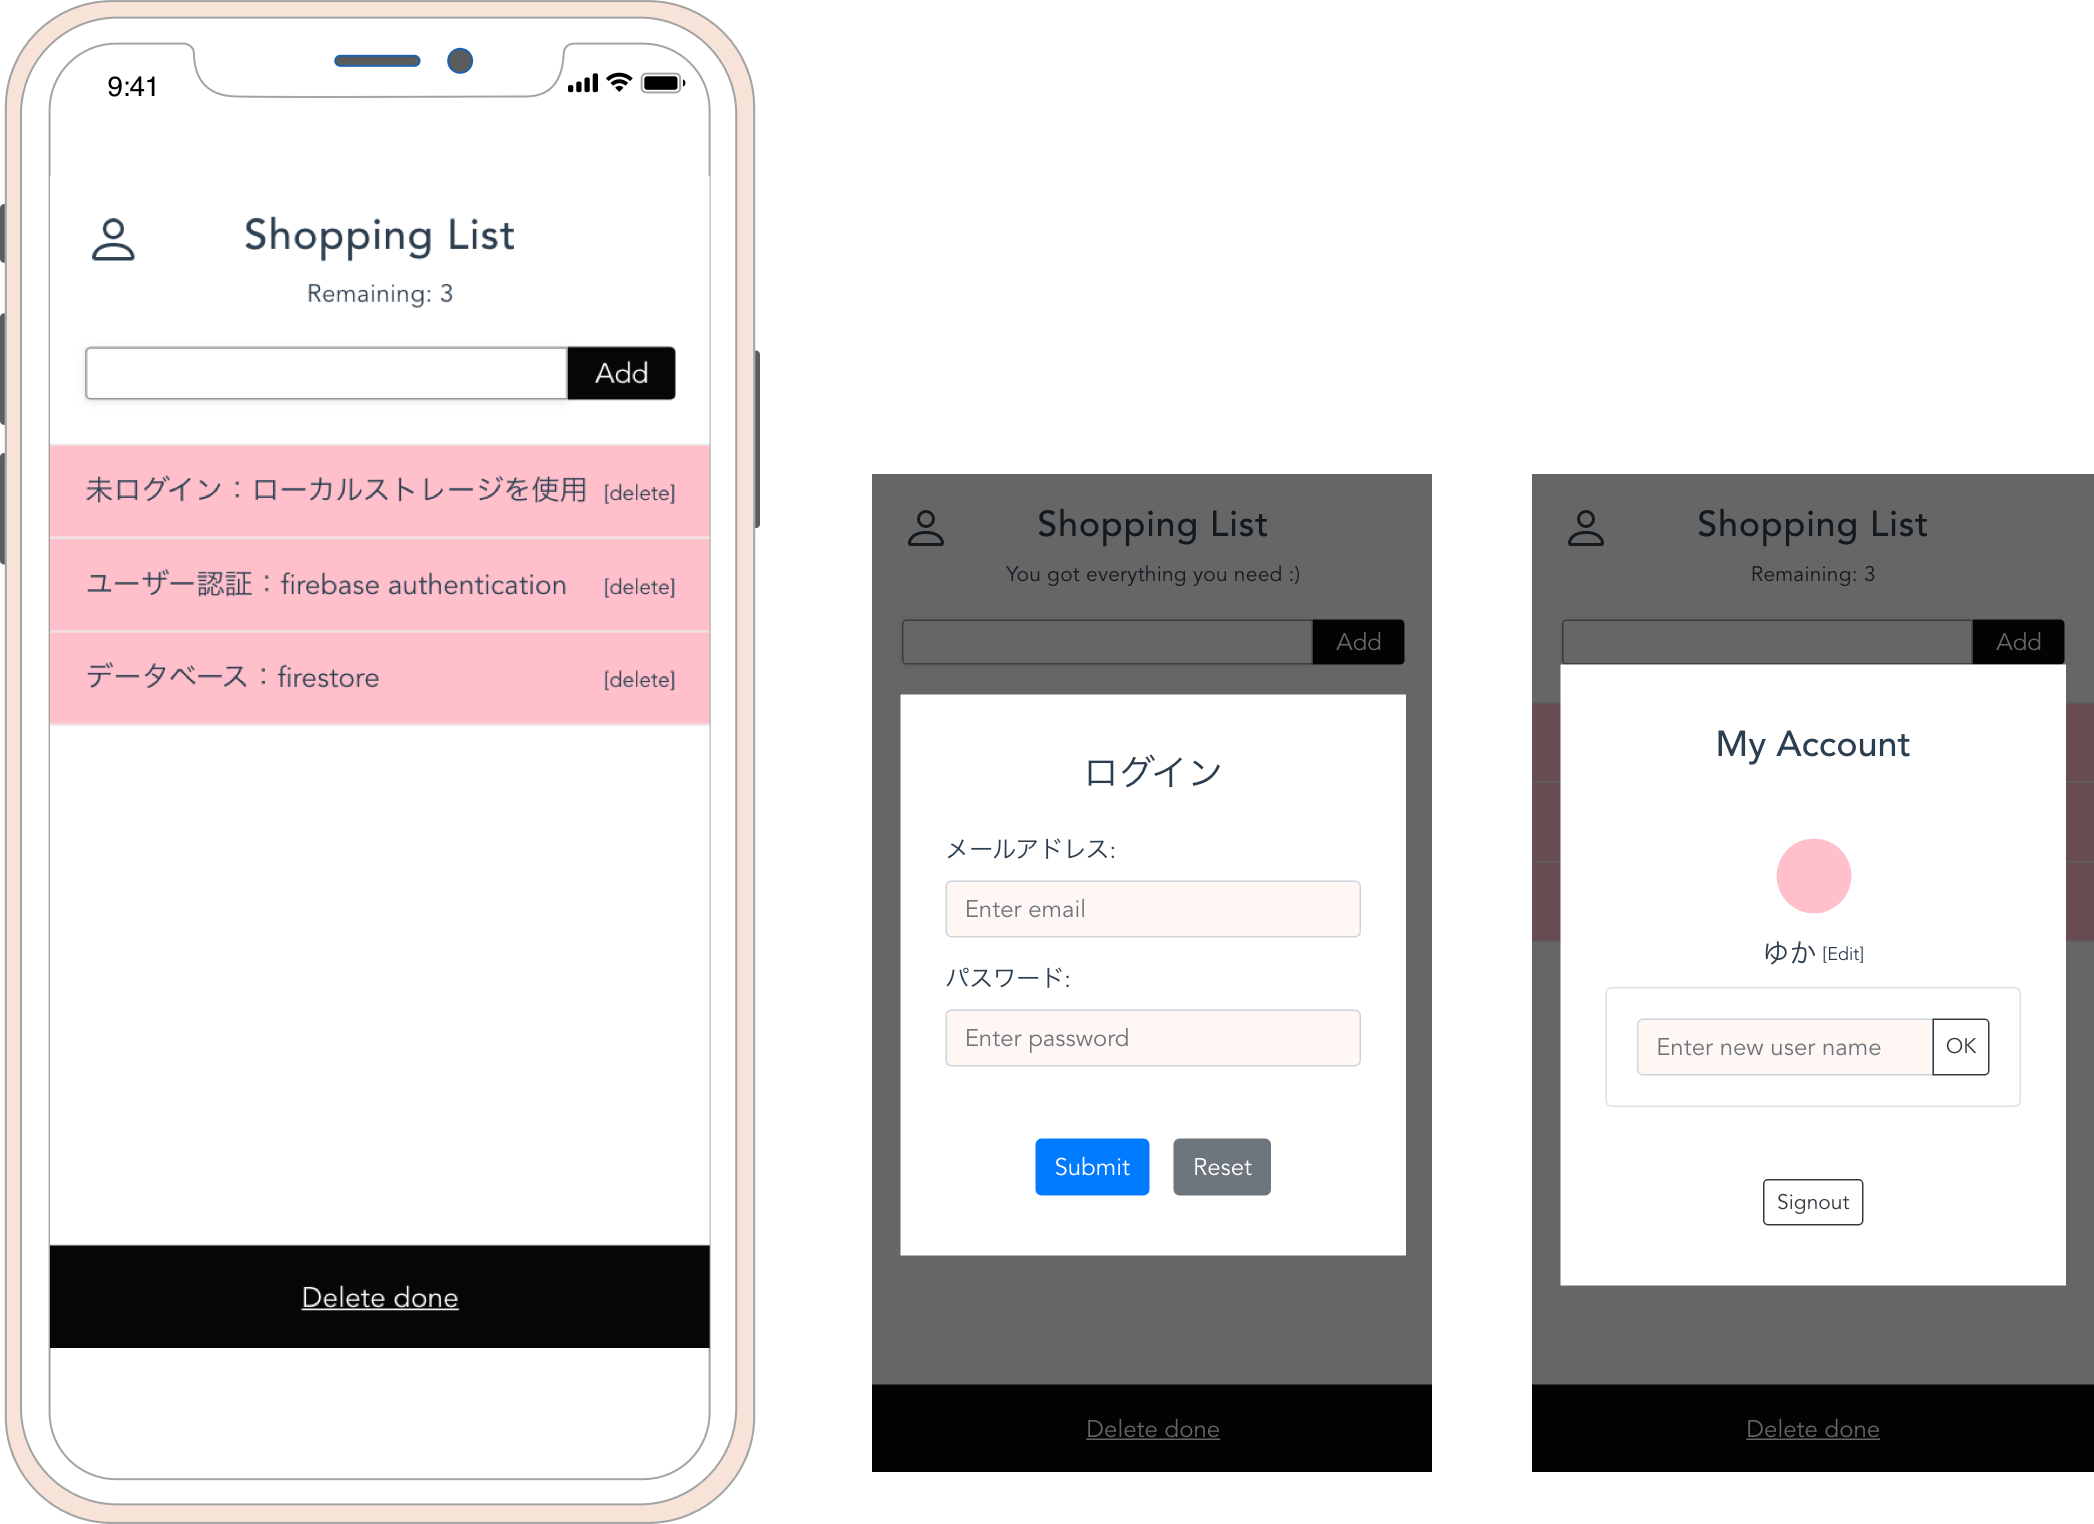 9:41
Shopping List
Remaining: 3
Add
未ログイン：ローカルストレージを使用 [delete]
ユーザー認証：firebase authentication [delete]
データベース：firestore [delete]
Delete done
Shopping List
You got everything you need :)
Add
ログイン
メールアドレス:
Enter email
パスワード:
Enter password
Submit Reset
Delete done
Shopping List
Remaining: 3
Add
My Account
ゆか [Edit]
Enter new user name OK
Signout
Delete done